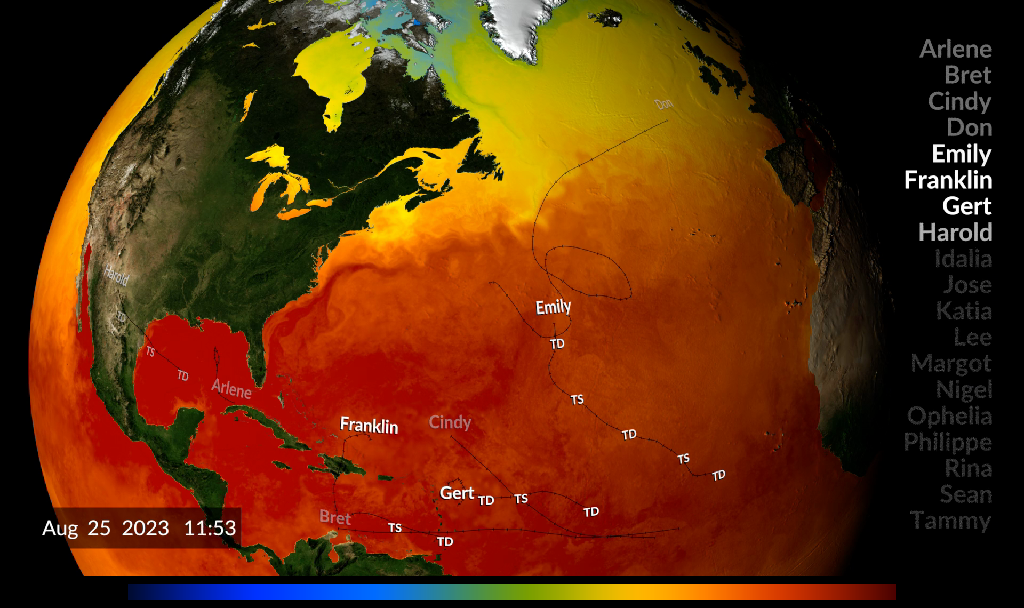 Don
Harold
TD
TS
TD
Arlene
Emily
TD
TS
TD
TS
TD
Franklin
Cindy
Gert
TD
TS
TD
Bret
TS
TD
Aug 25 2023 11:53
Arlene
Bret
Cindy
Don
Emily
Franklin
Gert
Harold
Idalia
Jose
Katia
Lee
Margot
Nigel
Ophelia
Philippe
Rina
Sean
Tammy